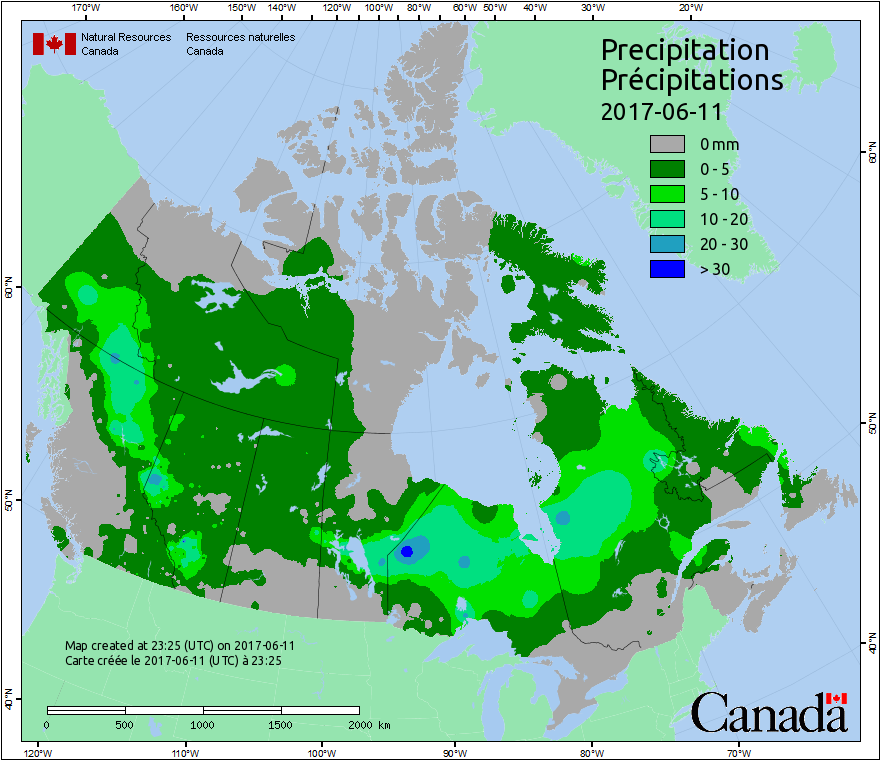 170°W 160°W 150°W 140°W 120°W 100°W 80°W 60°W 50°W 40°W 30°W 20°W
Natural Resources Ressources naturelles
Canada Canada
Precipitation
Précipitations
2017-06-11
0 mm
0 - 5
5 - 10
10 - 20
20 - 30
> 30
60°N 60°N
50°N 50°N
40°N 40°N
Map created at 23:25 (UTC) on 2017-06-11
Carte créée le 2017-06-11 (UTC) à 23:25
0 500 1000 1500 2000 km
Canada
120°W 110°W 100°W 90°W 80°W 70°W